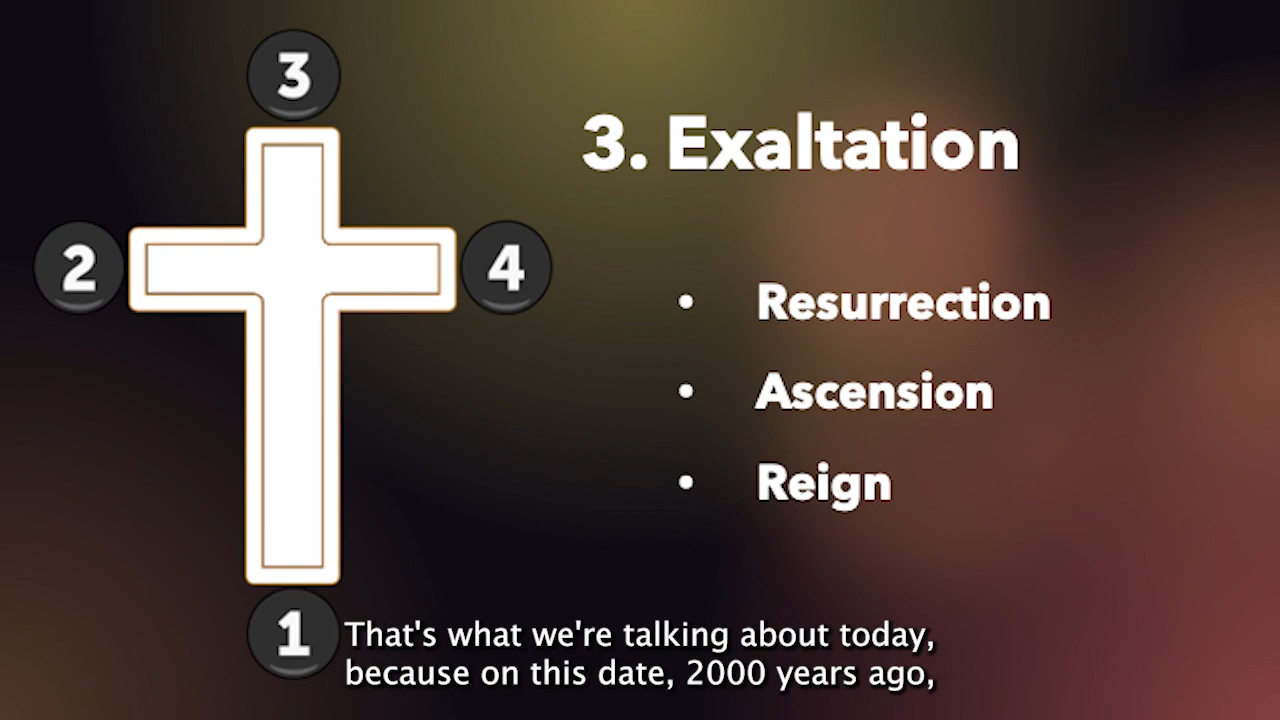 3
3. Exaltation
2
4
• Resurrection
• Ascension
• Reign
1
That's what we're talking about today,
because on this date, 2000 years ago,